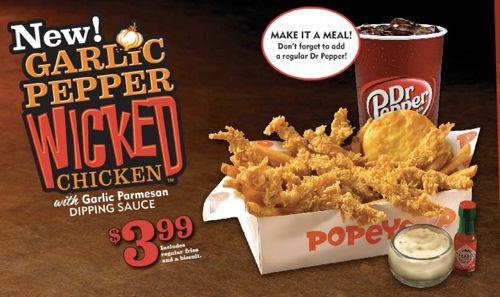 New!
GARLIC
PEPPER
WICKED
CHICKEN™
with Garlic Parmesan
DIPPING SAUCE
$3.99
Includes
regular fries
and a biscuit.
MAKE IT A MEAL!
Don't forget to add
a regular Dr Pepper!
Dr
Pepper
POPEYES